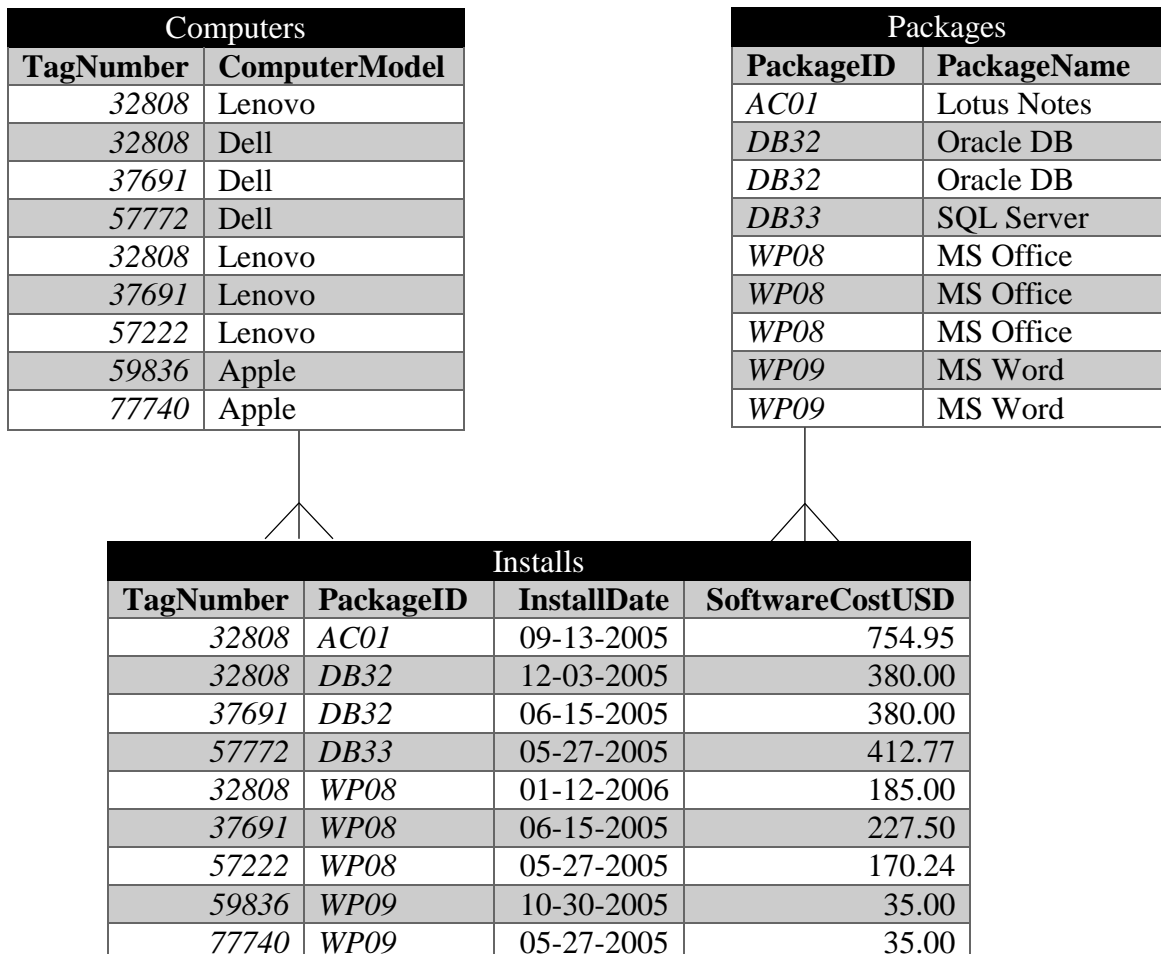 Computers
TagNumber ComputerModel
32808 Lenovo
32808 Dell
37691 Dell
57772 Dell
32808 Lenovo
37691 Lenovo
57222 Lenovo
59836 Apple
77740 Apple
Packages
PackageID PackageName
AC01 Lotus Notes
DB32 Oracle DB
DB32 Oracle DB
DB33 SQL Server
WP08 MS Office
WP08 MS Office
WP08 MS Office
WP09 MS Word
WP09 MS Word
Installs
TagNumber PackageID InstallDate SoftwareCostUSD
32808 AC01 09-13-2005 754.95
32808 DB32 12-03-2005 380.00
37691 DB32 06-15-2005 380.00
57772 DB33 05-27-2005 412.77
32808 WP08 01-12-2006 185.00
37691 WP08 06-15-2005 227.50
57222 WP08 05-27-2005 170.24
59836 WP09 10-30-2005 35.00
77740 WP09 05-27-2005 35.00